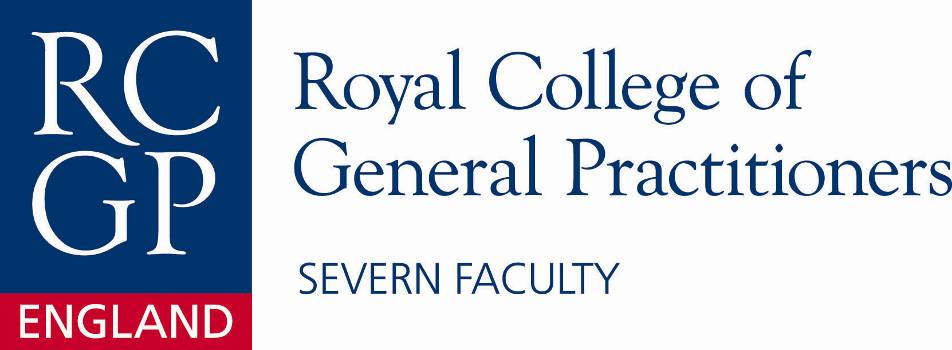 RC
GP
ENGLAND
Royal College of
General Practitioners
SEVERN FACULTY